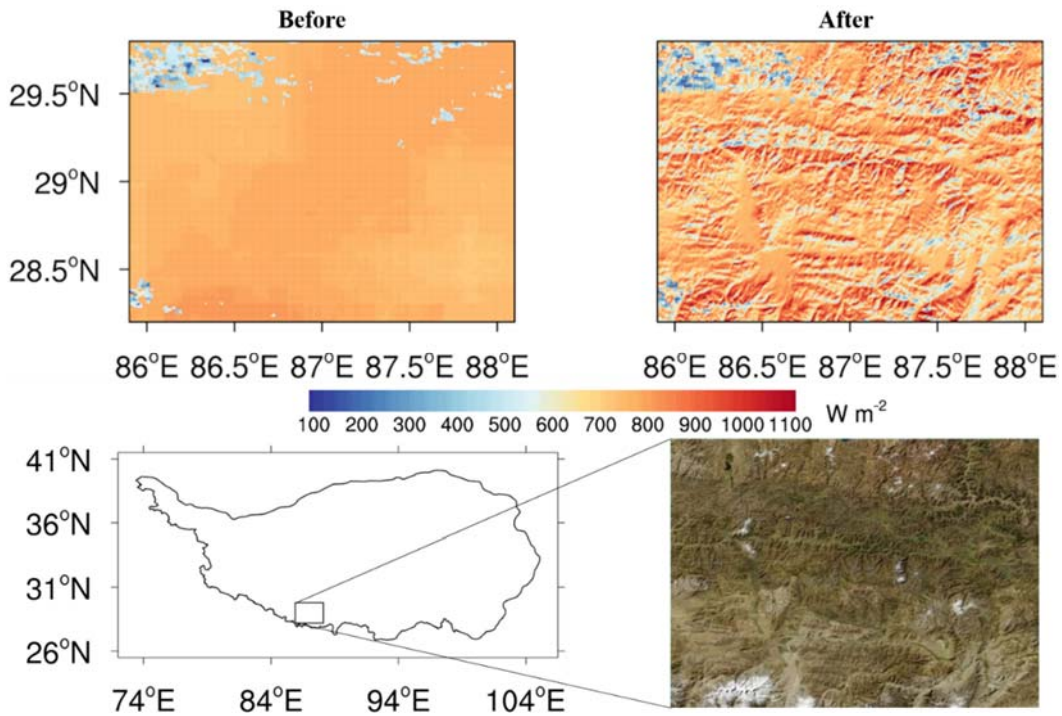 Before After
29.5°N
29°N
28.5°N
86°E 86.5°E 87°E 87.5°E 88°E 86°E 86.5°E 87°E 87.5°E 88°E
100 200 300 400 500 600 700 800 900 1000 1100 W m⁻²
41°N
36°N
31°N
26°N
74°E 84°E 94°E 104°E